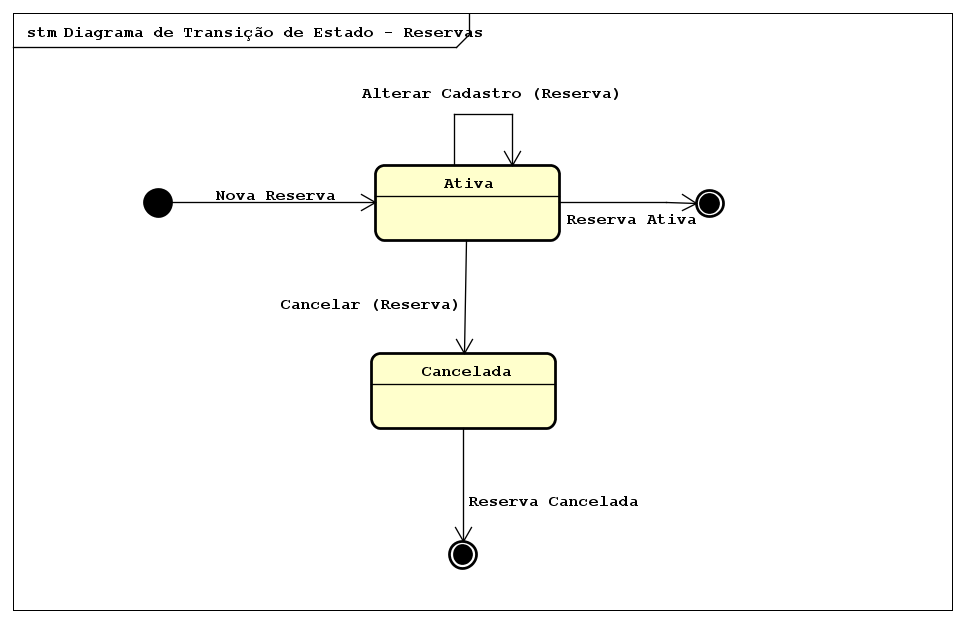 stm Diagrama de Transição de Estado - Reservas
Alterar Cadastro (Reserva)
Ativa
Nova Reserva
Reserva Ativa
Cancelar (Reserva)
Cancelada
Reserva Cancelada